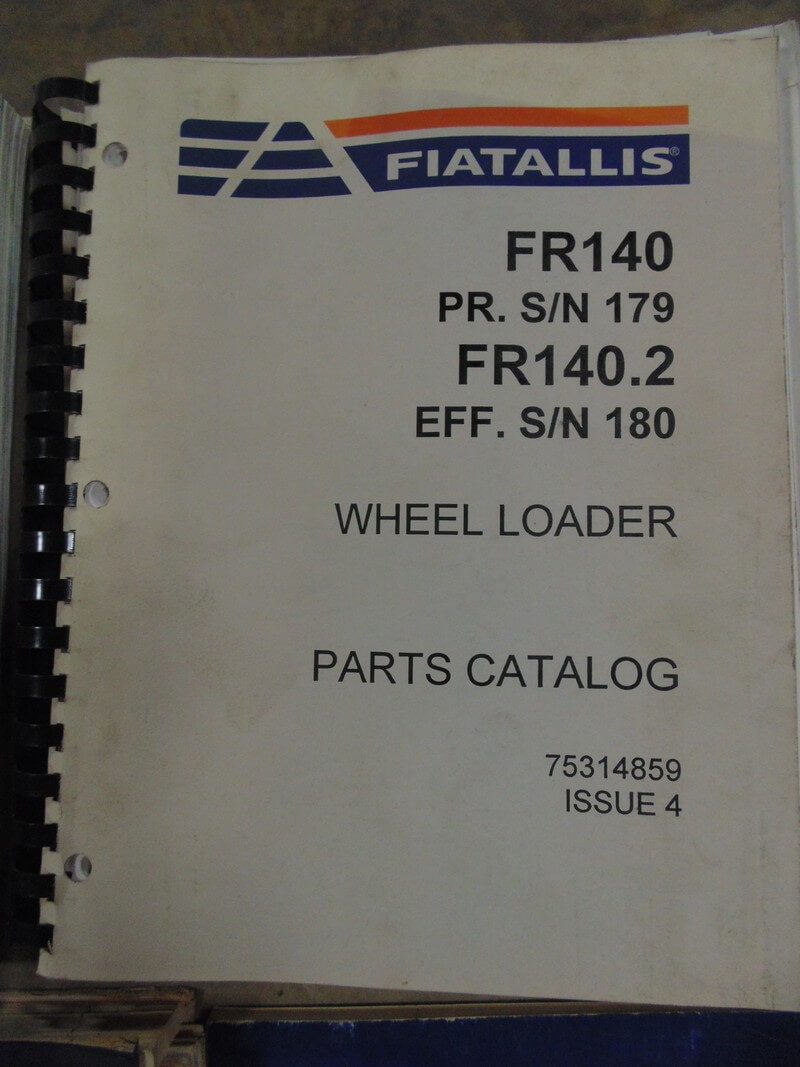 FIATALLIS®
FR140
PR. S/N 179
FR140.2
EFF. S/N 180
WHEEL LOADER
PARTS CATALOG
75314859
ISSUE 4